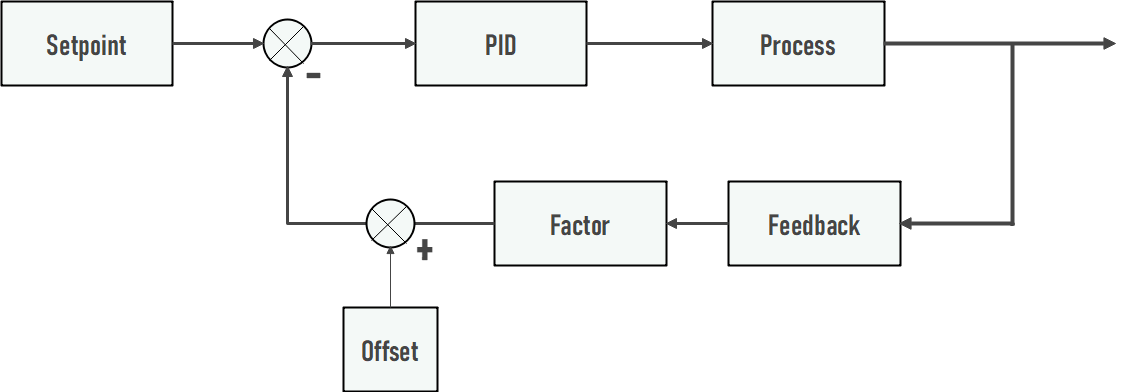 Setpoint
PID
Process
-
Factor
Feedback
+
Offset